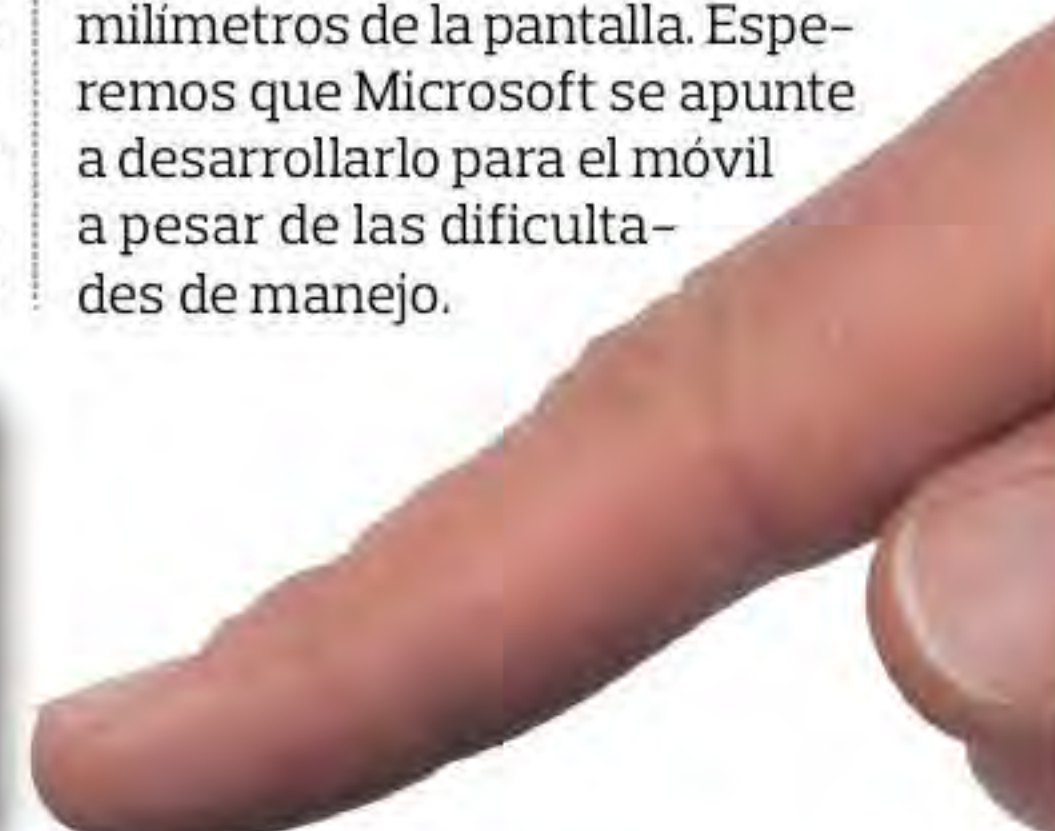 milímetros de la pantalla. Espe-
remos que Microsoft se apunte
a desarrollarlo para el móvil
a pesar de las dificulta-
des de manejo.